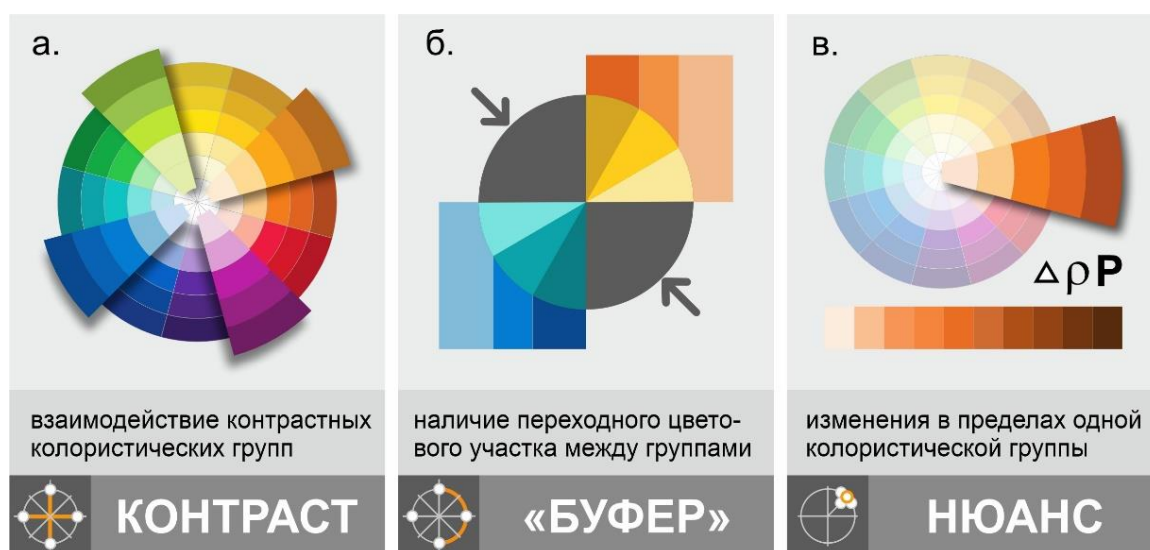 а.
взаимодействие контрастных
колористических групп
КОНТРАСТ
б.
наличие переходного цвето-
вого участка между группами
«БУФЕР»
в.
△ρP
изменения в пределах одной
колористической группы
НЮАНС